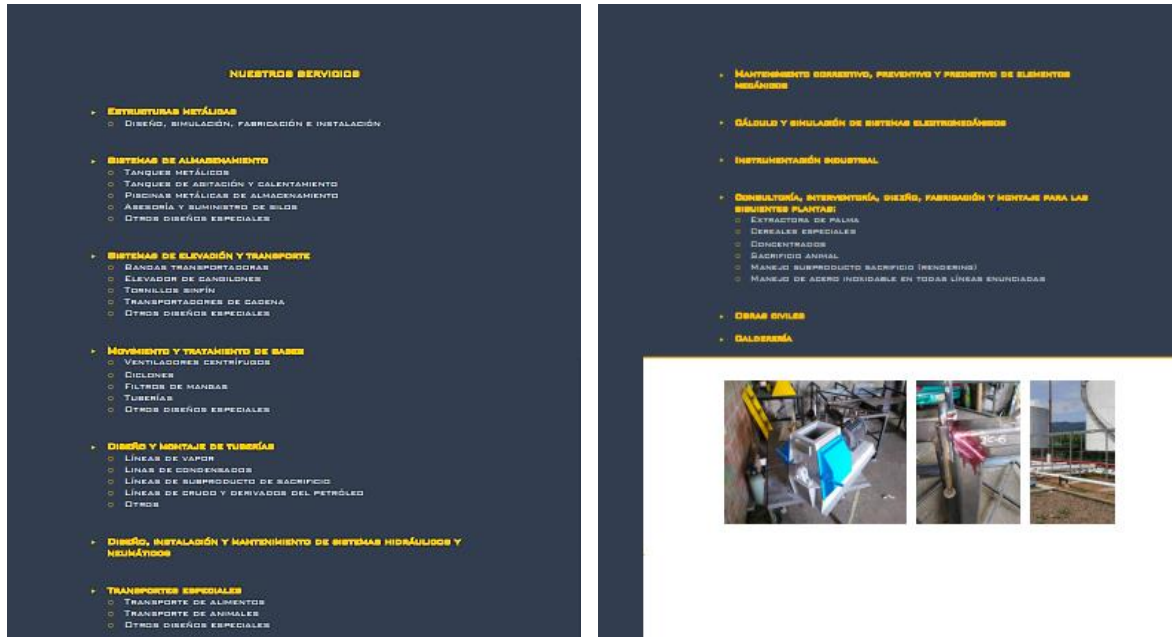 NUESTROS SERVICIOS
ESTRUCTURAS METÁLICAS
DISEÑO, SIMULACIÓN, FABRICACIÓN E INSTALACIÓN
SISTEMAS DE ALMACENAMIENTO
TANQUES METÁLICOS
TANQUES DE AGITACIÓN Y CALENTAMIENTO
PISCINAS METÁLICAS DE ALMACENAMIENTO
ASESORÍA Y SUMINISTRO DE SILOS
OTROS DISEÑOS ESPECIALES
SISTEMAS DE ELEVACIÓN Y TRANSPORTE
BANDAS TRANSPORTADORAS
ELEVADOR DE CANGILONES
TORNILLOS SINFÍN
TRANSPORTADORES DE CADENA
OTROS DISEÑOS ESPECIALES
MOVIMIENTO Y TRATAMIENTO DE GASES
VENTILADORES CENTRÍFUGOS
CICLONES
FILTROS DE MANGAS
TUBERÍAS
OTROS DISEÑOS ESPECIALES
DISEÑO Y MONTAJE DE TUBERÍAS
LÍNEAS DE VAPOR
LINAS DE CONDENSADOS
LÍNEAS DE SUBPRODUCTO DE SACRIFICIO
LÍNEAS DE CRUDO Y DERIVADOS DEL PETRÓLEO
OTROS
DISEÑO, INSTALACIÓN Y MANTENIMIENTO DE SISTEMAS HIDRÁULICOS Y
NEUMÁTICOS
TRANSPORTES ESPECIALES
TRANSPORTE DE ALIMENTOS
TRANSPORTE DE ANIMALES
OTROS DISEÑOS ESPECIALES
MANTENIMIENTO CORRECTIVO, PREVENTIVO Y PREDICTIVO DE ELEMENTOS
MECÁNICOS
CÁLCULO Y SIMULACIÓN DE SISTEMAS ELECTROMECÁNICOS
INSTRUMENTACIÓN INDUSTRIAL
CONSULTORÍA, INTERVENTORÍA, DISEÑO, FABRICACIÓN Y MONTAJE PARA LAS
SIGUIENTES PLANTAS:
EXTRACTORA DE PALMA
CEREALES ESPECIALES
CONCENTRADOS
SACRIFICIO ANIMAL
MANEJO SUBPRODUCTO SACRIFICIO (RENDERING)
MANEJO DE ACERO INOXIDABLE EN TODAS LÍNEAS ENUNCIADAS
OBRAS CIVILES
CALDERERÍA